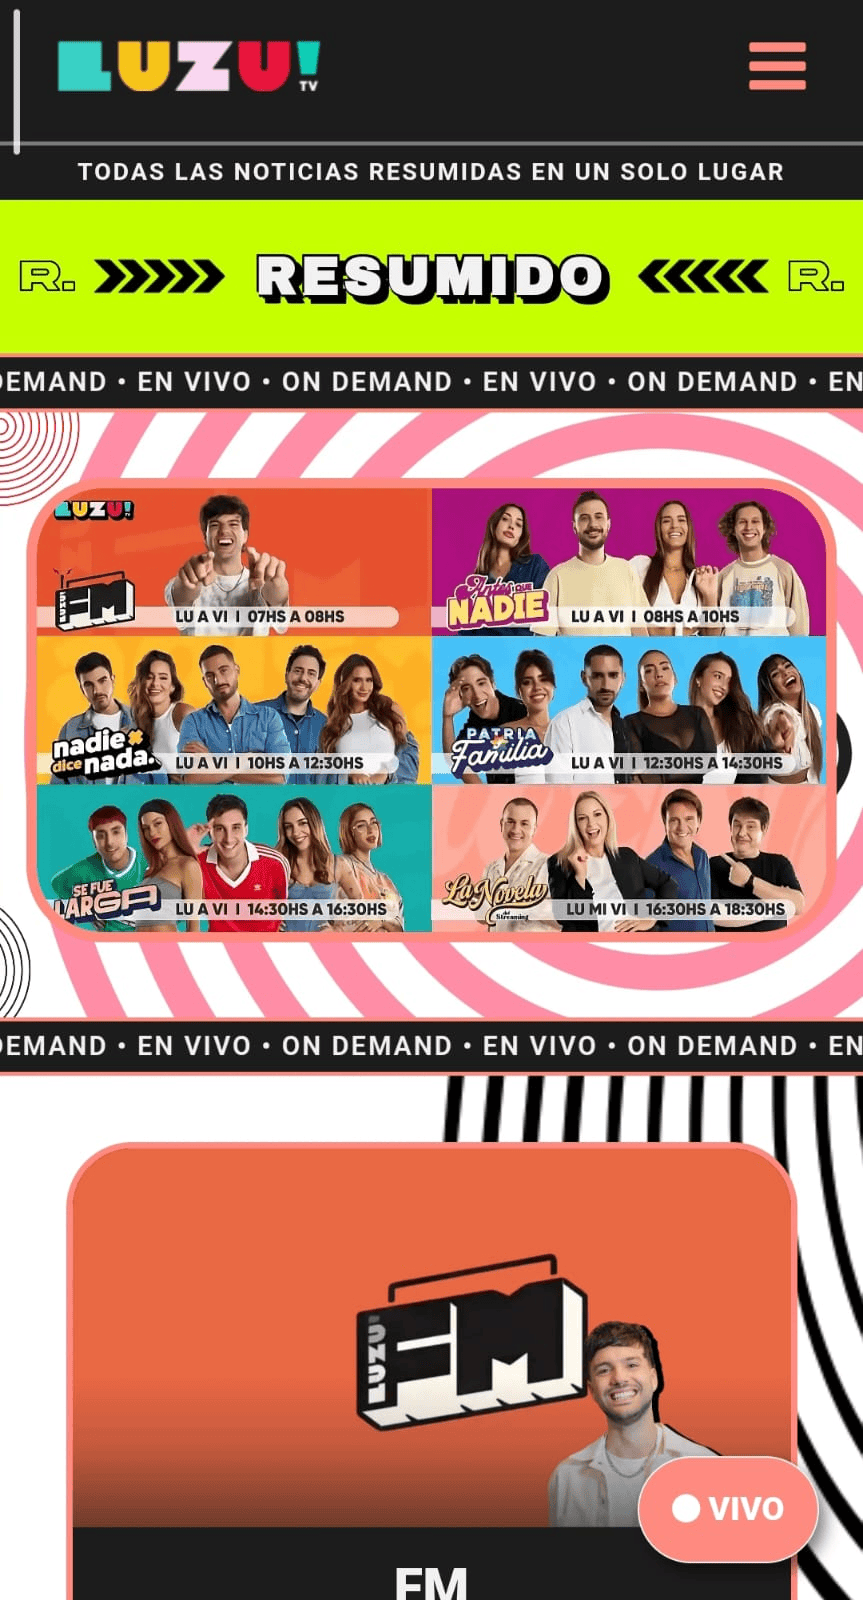 LUZU!
TV
TODAS LAS NOTICIAS RESUMIDAS EN UN SOLO LUGAR
R. RESUMIDO R.
DEMAND • EN VIVO • ON DEMAND • EN VIVO • ON DEMAND • EN
LUZU!
TV
LUZU FM
LU A VI | 07HS A 08HS
Antes QUE
NADIE
LU A VI | 08HS A 10HS
nadie
dice nada.
LU A VI | 10HS A 12:30HS
PATRIA
y
Familia
LU A VI | 12:30HS A 14:30HS
SE FUE
LARGA
LU A VI | 14:30HS A 16:30HS
La Novela
del
Streaming
LU MI VI | 16:30HS A 18:30HS
DEMAND • EN VIVO • ON DEMAND • EN VIVO • ON DEMAND • EN
LUZU! FM
VIVO
FM